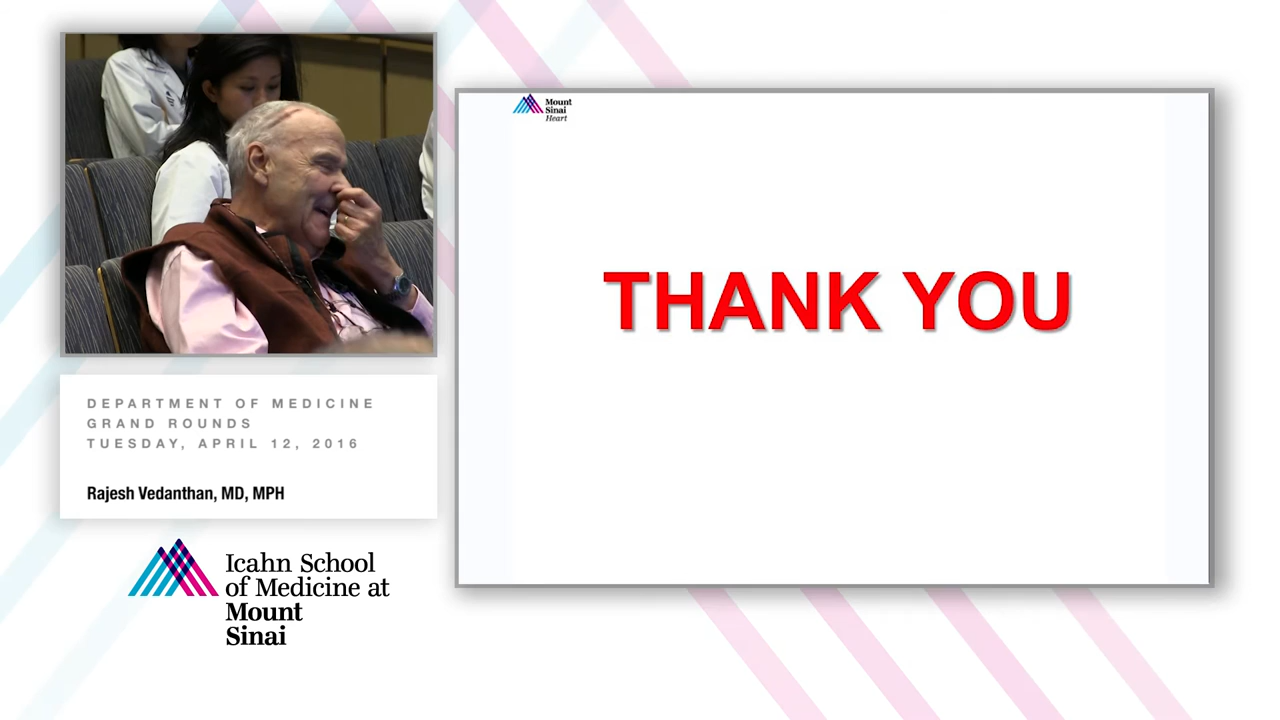 Mount
Sinai
Heart
THANK YOU
DEPARTMENT OF MEDICINE
GRAND ROUNDS
TUESDAY, APRIL 12, 2016
Rajesh Vedanthan, MD, MPH
Icahn School
of Medicine at
Mount
Sinai